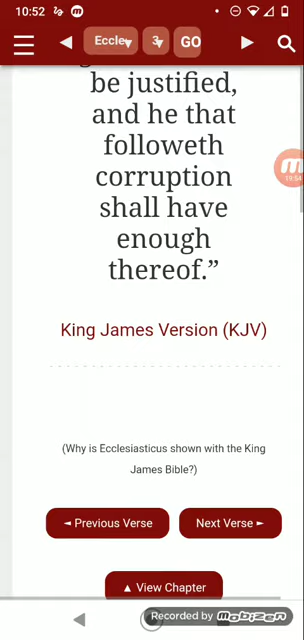 10:52
Eccle▾ 3▾ GO
be justified,
and he that
followeth
corruption
shall have
enough
thereof.”
King James Version (KJV)
(Why is Ecclesiasticus shown with the King
James Bible?)
◄ Previous Verse Next Verse ►
▲ View Chapter
Recorded by Mobizen